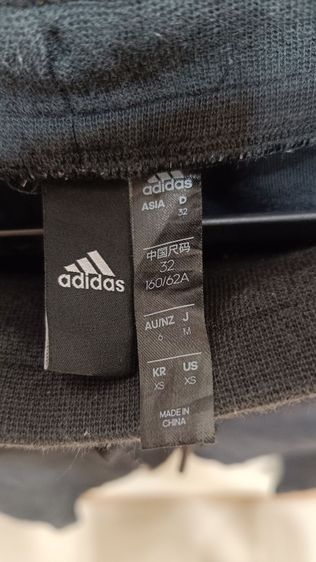 adidas
adidas
ASIA D
32
中国尺码
32
160/62A
AU/NZ J
6 M
KR US
XS XS
MADE IN
CHINA